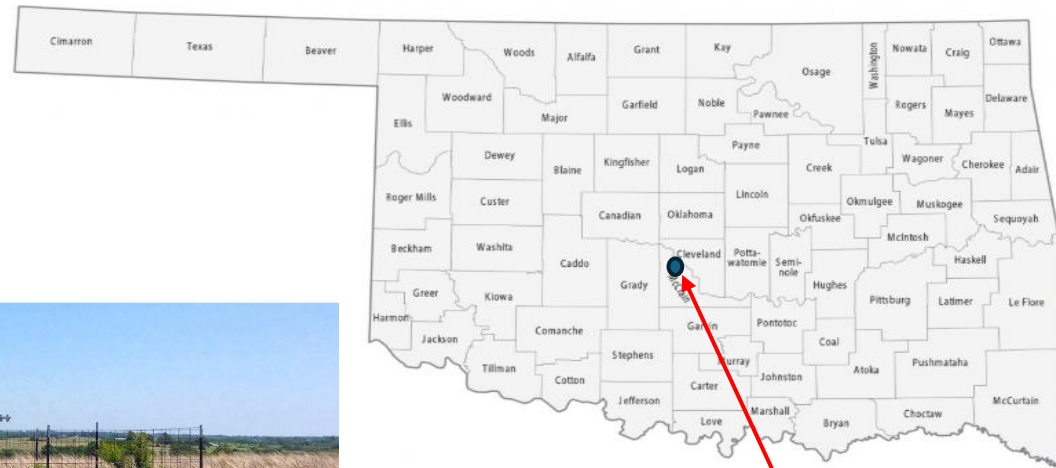 Cimarron
Texas
Beaver
Harper
Woods
Alfalfa
Grant
Kay
Osage
Washington
Nowata
Craig
Ottawa
Woodward
Ellis
Major
Garfield
Noble
Pawnee
Rogers
Mayes
Delaware
Dewey
Blaine
Kingfisher
Logan
Payne
Creek
Tulsa
Wagoner
Cherokee
Adair
Roger Mills
Custer
Canadian
Oklahoma
Lincoln
Okfuskee
Okmulgee
Muskogee
Sequoyah
Beckham
Washita
Caddo
Grady
Cleveland
Potta-
watomie
Semi-
nole
Hughes
McIntosh
Haskell
Pittsburg
Latimer
Le Flore
Greer
Kiowa
McClain
Harmon
Jackson
Comanche
Garvin
Pontotoc
Coal
Tillman
Stephens
Murray
Johnston
Atoka
Pushmataha
Cotton
Carter
McCurtain
Jefferson
Love
Marshall
Bryan
Choctaw